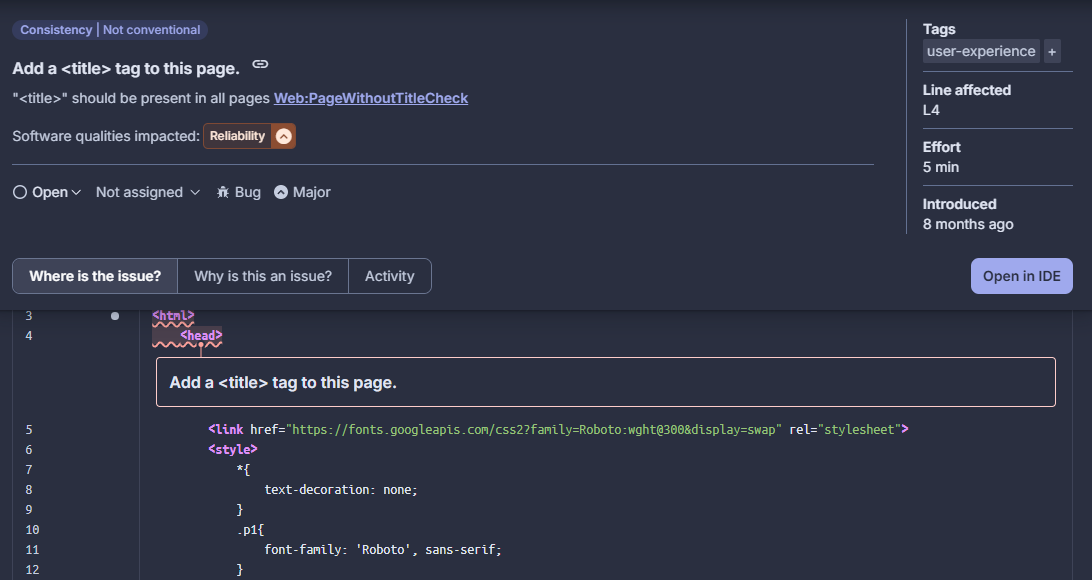 Consistency | Not conventional
Add a <title> tag to this page.
"<title>" should be present in all pages Web:PageWithoutTitleCheck
Software qualities impacted: Reliability
Open Not assigned Bug Major
Tags
user-experience +
Line affected
L4
Effort
5 min
Introduced
8 months ago
Where is the issue? Why is this an issue? Activity
Open in IDE
3 <html>
4 <head>
Add a <title> tag to this page.
5 <link href="https://fonts.googleapis.com/css2?family=Roboto:wght@300&display=swap" rel="stylesheet">
6 <style>
7 *{
8 text-decoration: none;
9 }
10 .p1{
11 font-family: 'Roboto', sans-serif;
12 }